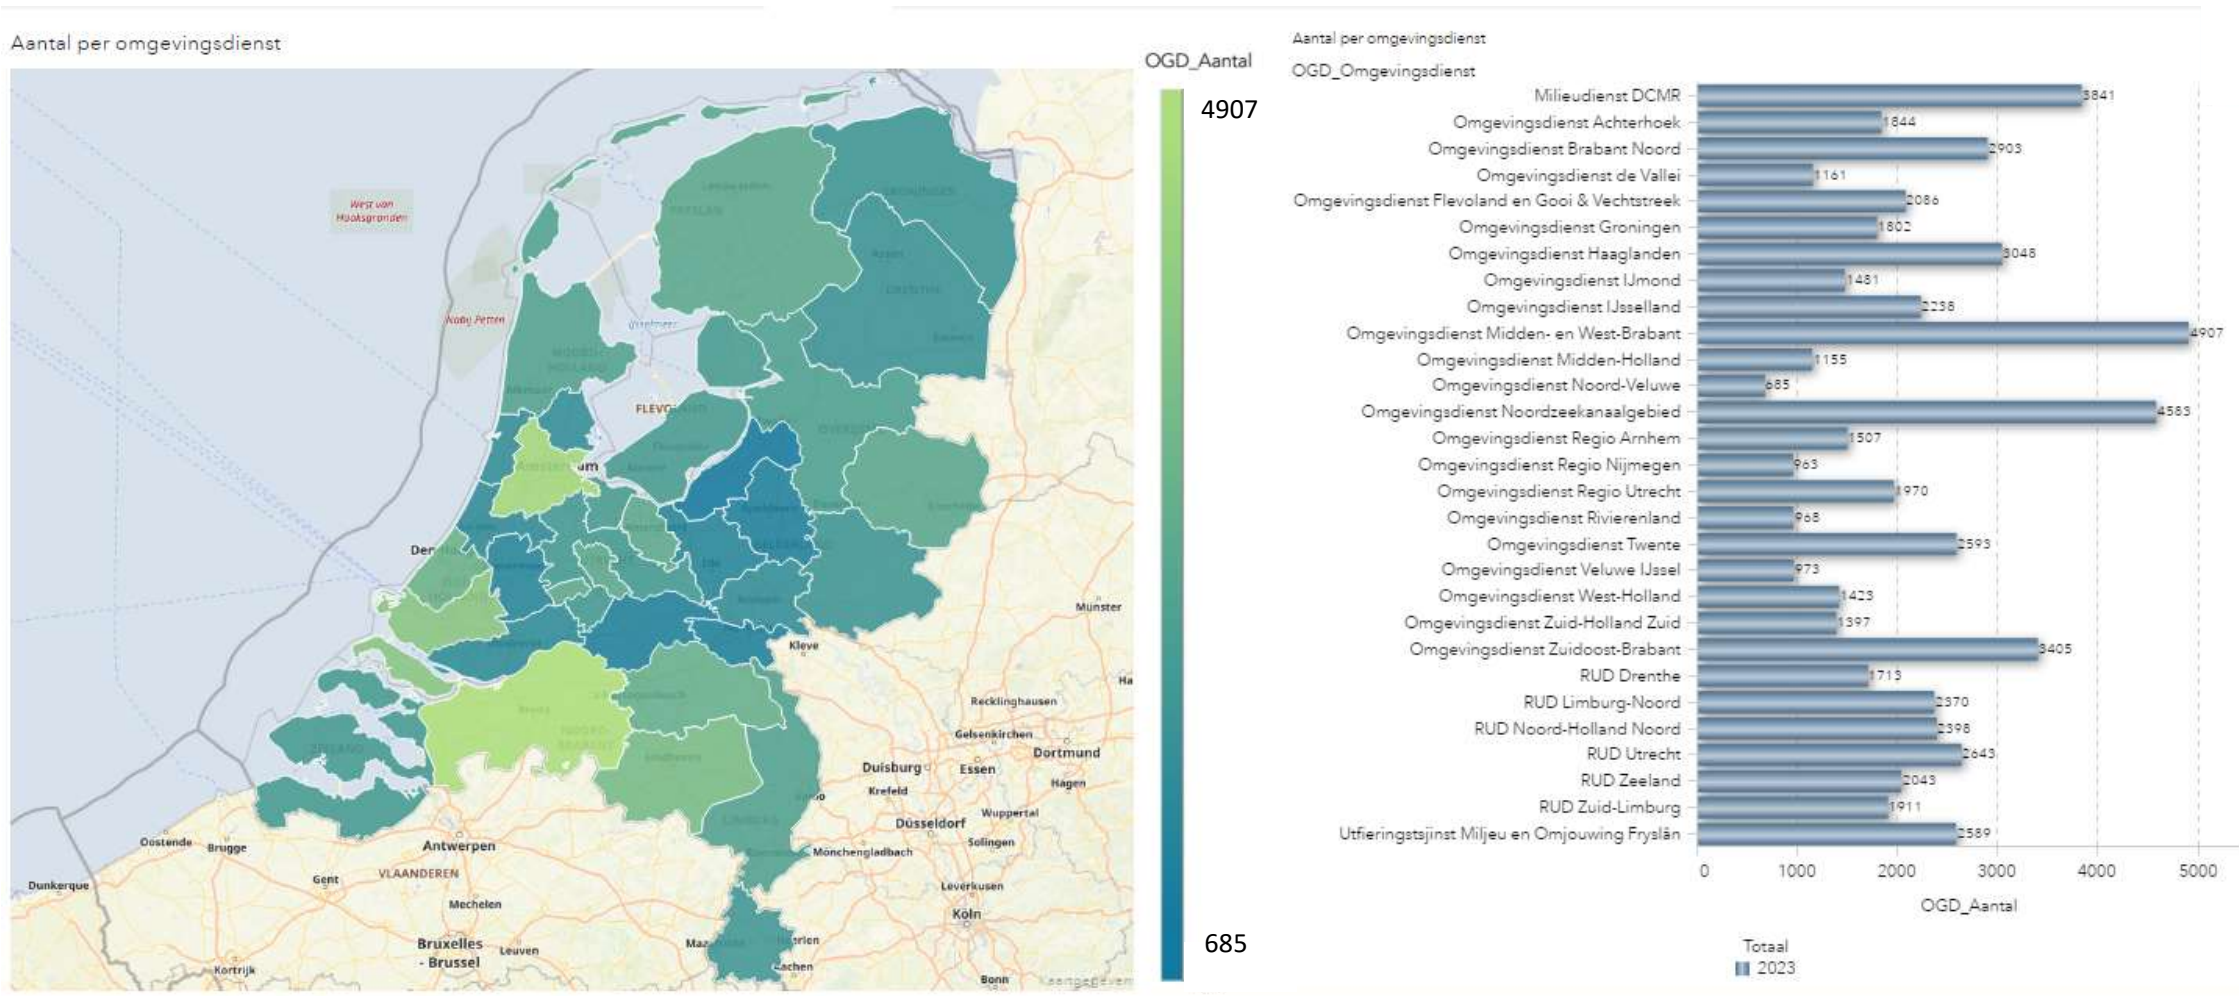 Aantal per omgevingsdienst
West van
Hooksgronden
Nabij Petten
IJsselmeer
Kleve
Münster
Recklinghausen
Gelsenkirchen
Dortmund
Duisburg
Essen
Hagen
Krefeld
Wuppertal
Düsseldorf
Solingen
Mönchengladbach
Leverkusen
Köln
Bonn
Oostende
Brugge
Antwerpen
VLAANDEREN
Gent
Dunkerque
Mechelen
Bruxelles
- Brussel
Leuven
Kortrijk
OGD_Aantal
4907
685
Aantal per omgevingsdienst
OGD_Omgevingsdienst
Milieudienst DCMR 3841
Omgevingsdienst Achterhoek 1844
Omgevingsdienst Brabant Noord 2903
Omgevingsdienst de Vallei 1161
Omgevingsdienst Flevoland en Gooi & Vechtstreek 2086
Omgevingsdienst Groningen 1802
Omgevingsdienst Haaglanden 3048
Omgevingsdienst IJmond 1481
Omgevingsdienst IJsselland 2238
Omgevingsdienst Midden- en West-Brabant 4907
Omgevingsdienst Midden-Holland 1155
Omgevingsdienst Noord-Veluwe 685
Omgevingsdienst Noordzeekanaalgebied 4583
Omgevingsdienst Regio Arnhem 1507
Omgevingsdienst Regio Nijmegen 963
Omgevingsdienst Regio Utrecht 1970
Omgevingsdienst Rivierenland 968
Omgevingsdienst Twente 2593
Omgevingsdienst Veluwe IJssel 973
Omgevingsdienst West-Holland 1423
Omgevingsdienst Zuid-Holland Zuid 1397
Omgevingsdienst Zuidoost-Brabant 3405
RUD Drenthe 1713
RUD Limburg-Noord 2370
RUD Noord-Holland Noord 2398
RUD Utrecht 2643
RUD Zeeland 2043
RUD Zuid-Limburg 1911
Utfieringstsjinst Miljeu en Omjouwing Fryslân 2589
0 1000 2000 3000 4000 5000
OGD_Aantal
Totaal
2023